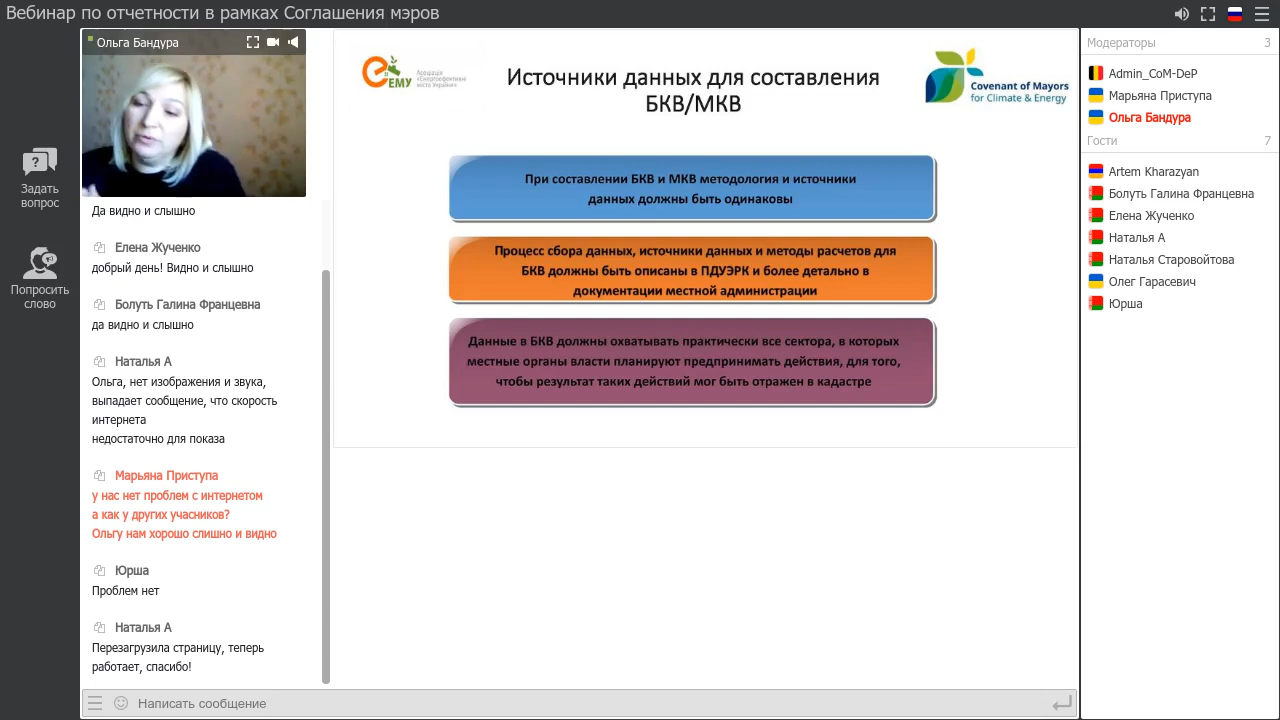 Вебинар по отчетности в рамках Соглашения мэров
Задать
вопрос
Попросить
слово
Ольга Бандура
Да видно и слышно
Елена Жученко
добрый день! Видно и слышно
Болуть Галина Францевна
да видно и слышно
Наталья А
Ольга, нет изображения и звука,
выпадает сообщение, что скорость
интернета
недостаточно для показа
Марьяна Приступа
у нас нет проблем с интернетом
а как у других учасников?
Ольгу нам хорошо слишно и видно
Юрша
Проблем нет
Наталья А
Перезагрузила страницу, теперь
работает, спасибо!
Написать сообщение
ЕМУ
Асоціація
«Енергоефективні
міста України»
Источники данных для составления
БКВ/МКВ
Covenant of Mayors
for Climate & Energy
При составлении БКВ и МКВ методология и источники
данных должны быть одинаковы
Процесс сбора данных, источники данных и методы расчетов для
БКВ должны быть описаны в ПДУЭРК и более детально в
документации местной администрации
Данные в БКВ должны охватывать практически все сектора, в которых
местные органы власти планируют предпринимать действия, для того,
чтобы результат таких действий мог быть отражен в кадастре
Модераторы 3
Admin_CoM-DeP
Марьяна Приступа
Ольга Бандура
Гости 7
Artem Kharazyan
Болуть Галина Францевна
Елена Жученко
Наталья А
Наталья Старовойтова
Олег Гарасевич
Юрша